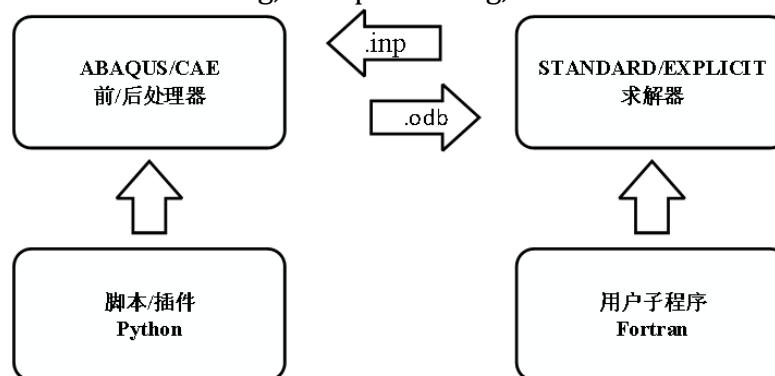 ABAQUS/CAE
前/后处理器
.inp
.odb
STANDARD/EXPLICIT
求解器
脚本/插件
Python
用户子程序
Fortran